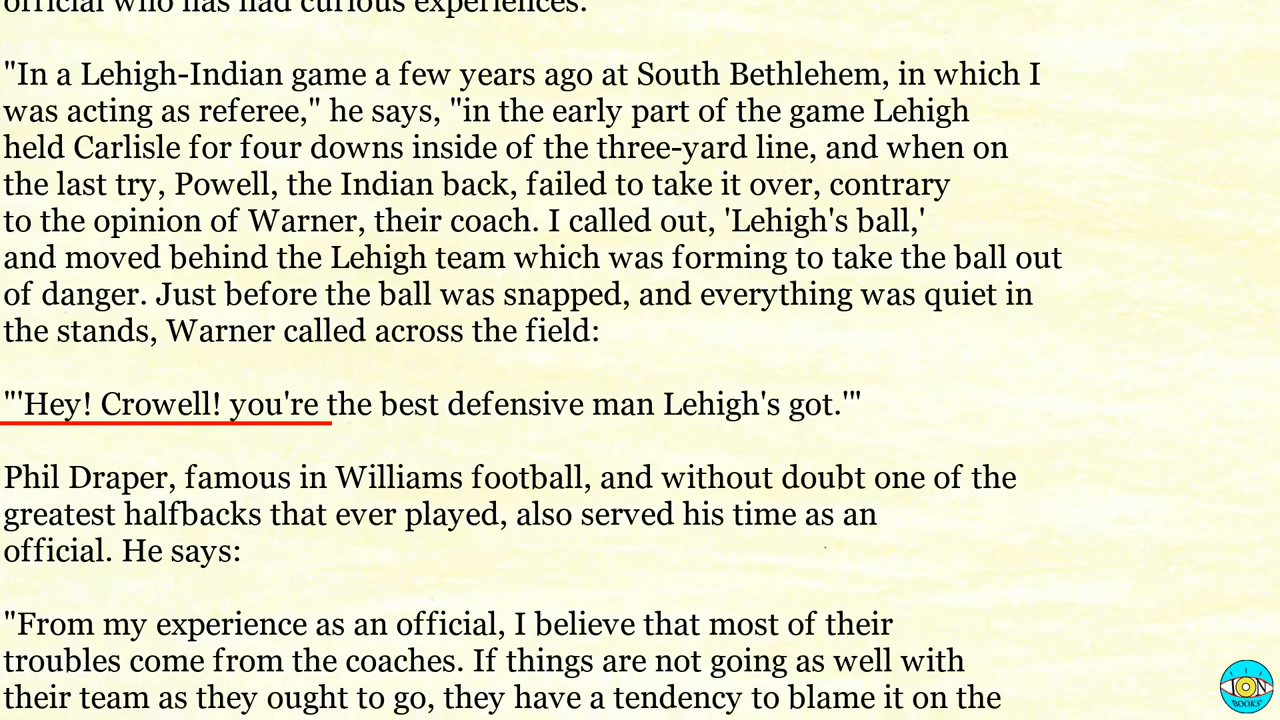 official who has had curious experiences.
"In a Lehigh-Indian game a few years ago at South Bethlehem, in which I
was acting as referee," he says, "in the early part of the game Lehigh
held Carlisle for four downs inside of the three-yard line, and when on
the last try, Powell, the Indian back, failed to take it over, contrary
to the opinion of Warner, their coach. I called out, 'Lehigh's ball,'
and moved behind the Lehigh team which was forming to take the ball out
of danger. Just before the ball was snapped, and everything was quiet in
the stands, Warner called across the field:
"'Hey! Crowell! you're the best defensive man Lehigh's got.'"
Phil Draper, famous in Williams football, and without doubt one of the
greatest halfbacks that ever played, also served his time as an
official. He says:
"From my experience as an official, I believe that most of their
troubles come from the coaches. If things are not going as well with
their team as they ought to go, they have a tendency to blame it on the
ION
BOOKS